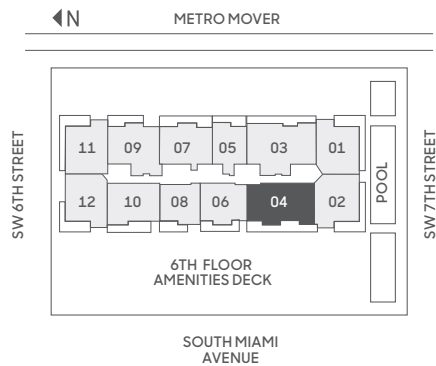 N
METRO MOVER
SW 6TH STREET
11
09
07
05
03
01
12
10
08
06
04
02
POOL
SW 7TH STREET
6TH FLOOR
AMENITIES DECK
SOUTH MIAMI
AVENUE